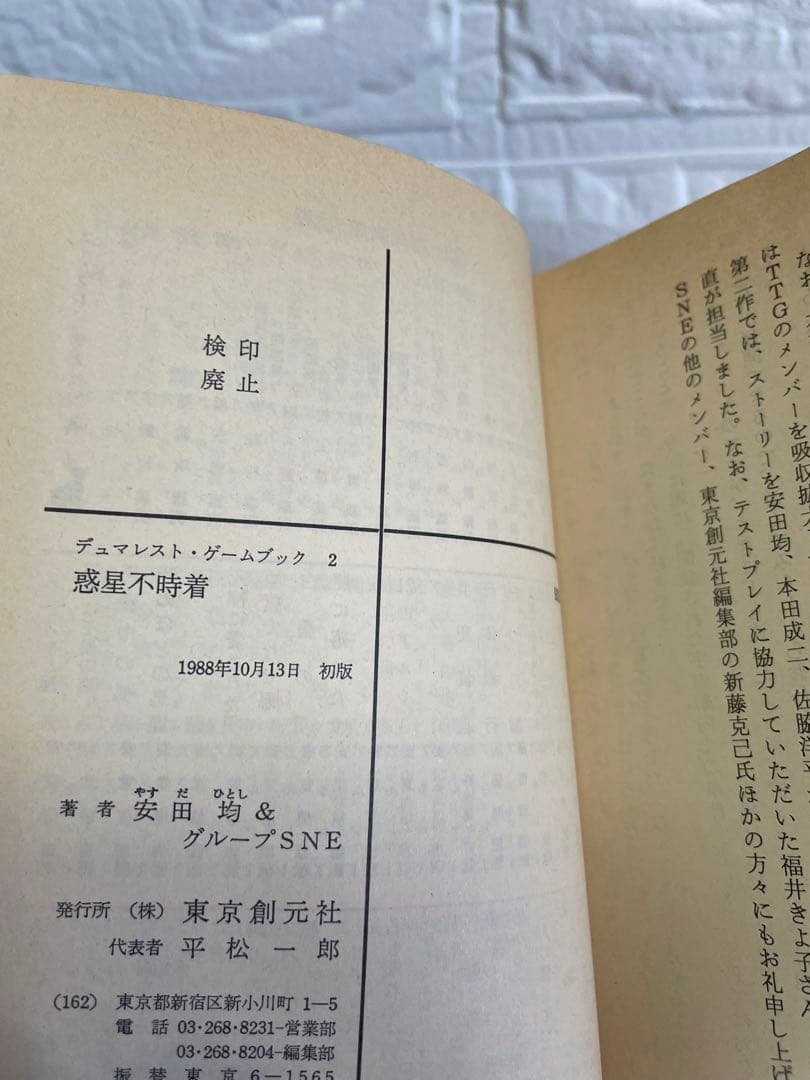 検印
廃止
デュマレスト・ゲームブック 2
惑星不時着
1988年10月13日 初版
著者 安田均&
やすだひとし
グループSNE
発行所 (株) 東京創元社
代表者 平松一郎
(162) 東京都新宿区新小川町 1—5
電話 03・268・8231-営業部
03・268・8204-編集部
振替 東京 6—1565
はTTGのメンバーを吸収拡
第二作では、ストーリーを安田均、本田成二、佐脇洋平
直が担当しました。なお、テストプレイに協力していただいた福井きよ子さん
SNEの他のメンバー、東京創元社編集部の新藤克己氏ほかの方々にもお礼申し上げ